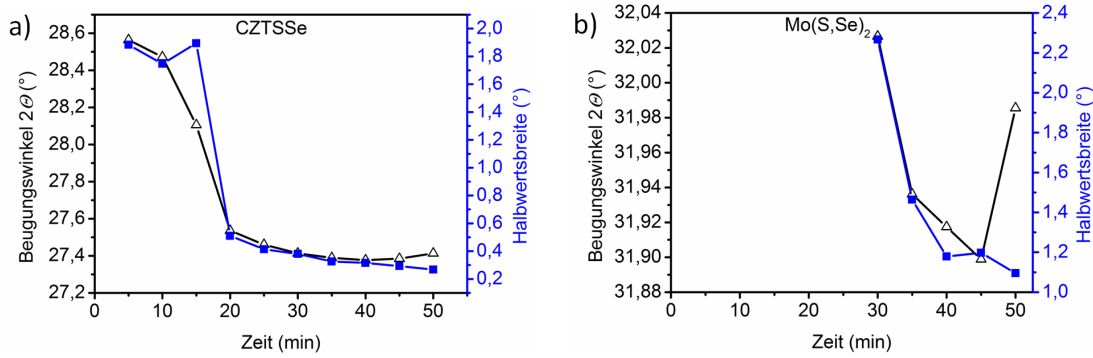 a)
CZTSSe
Beugungswinkel 2Θ (°)
28,6
28,4
28,2
28,0
27,8
27,6
27,4
27,2
2,0
1,8
1,6
1,4
1,2
1,0
0,8
0,6
0,4
0,2
Halbwertsbreite (°)
0 10 20 30 40 50
Zeit (min)
b)
Mo(S,Se)2
Beugungswinkel 2Θ (°)
32,04
32,02
32,00
31,98
31,96
31,94
31,92
31,90
31,88
2,4
2,2
2,0
1,8
1,6
1,4
1,2
1,0
Halbwertsbreite (°)
0 10 20 30 40 50
Zeit (min)